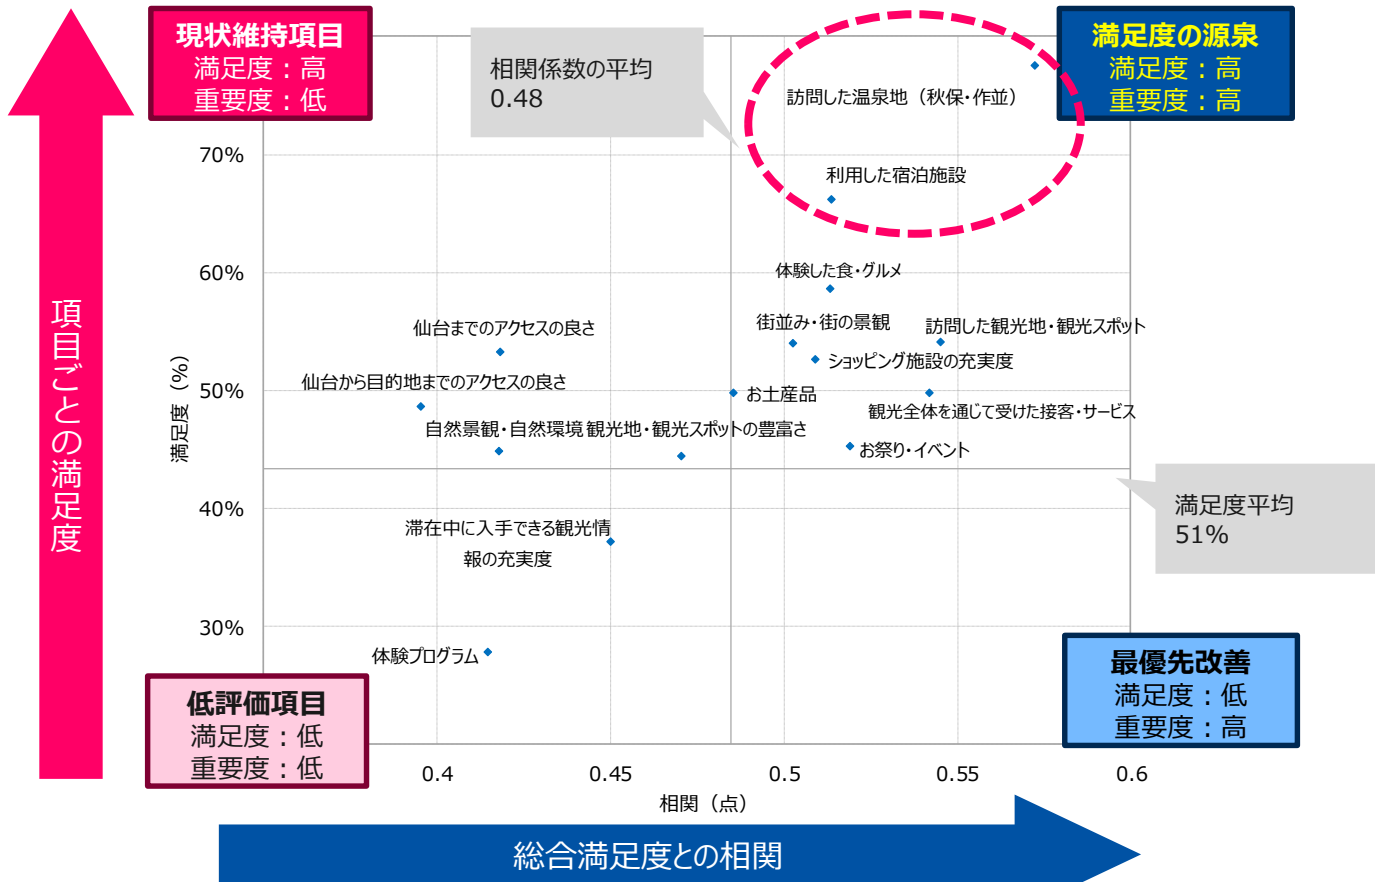 現状維持項目
満足度：高
重要度：低
相関係数の平均
0.48
満足度の源泉
満足度：高
重要度：高
訪問した温泉地（秋保・作並）
70%
利用した宿泊施設
60%
体験した食・グルメ
仙台までのアクセスの良さ
街並み・街の景観
訪問した観光地・観光スポット
ショッピング施設の充実度
仙台から目的地までのアクセスの良さ
50%
お土産品
観光全体を通じて受けた接客・サービス
自然景観・自然環境
観光地・観光スポットの豊富さ
お祭り・イベント
項目ごとの満足度
満足度（%）
満足度平均
51%
40%
滞在中に入手できる観光情
報の充実度
30%
体験プログラム
低評価項目
満足度：低
重要度：低
最優先改善
満足度：低
重要度：高
0.4
0.45
0.5
0.55
0.6
相関（点）
総合満足度との相関